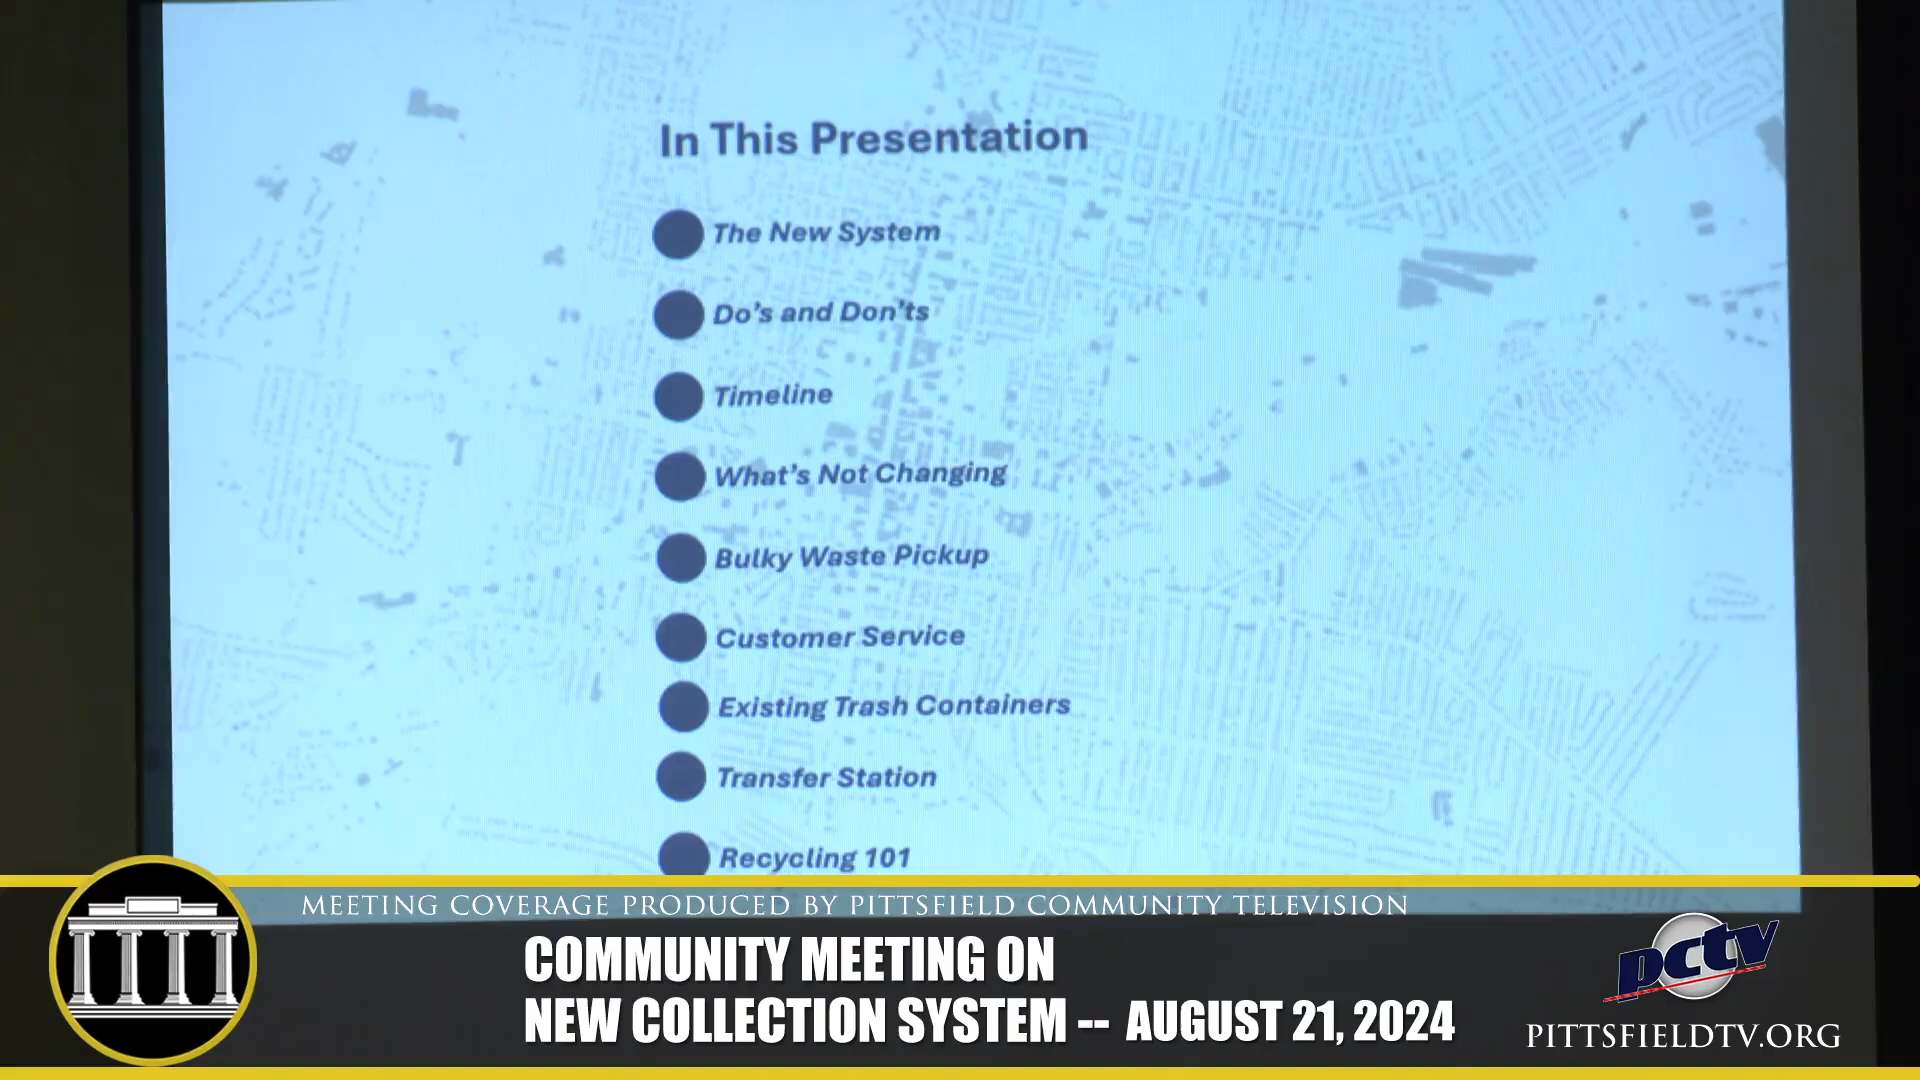 In This Presentation
The New System
Do's and Don'ts
Timeline
What's Not Changing
Bulky Waste Pickup
Customer Service
Existing Trash Containers
Transfer Station
Recycling 101
MEETING COVERAGE PRODUCED BY PITTSFIELD COMMUNITY TELEVISION
COMMUNITY MEETING ON
NEW COLLECTION SYSTEM -- AUGUST 21, 2024
pctv
PITTSFIELDTV.ORG